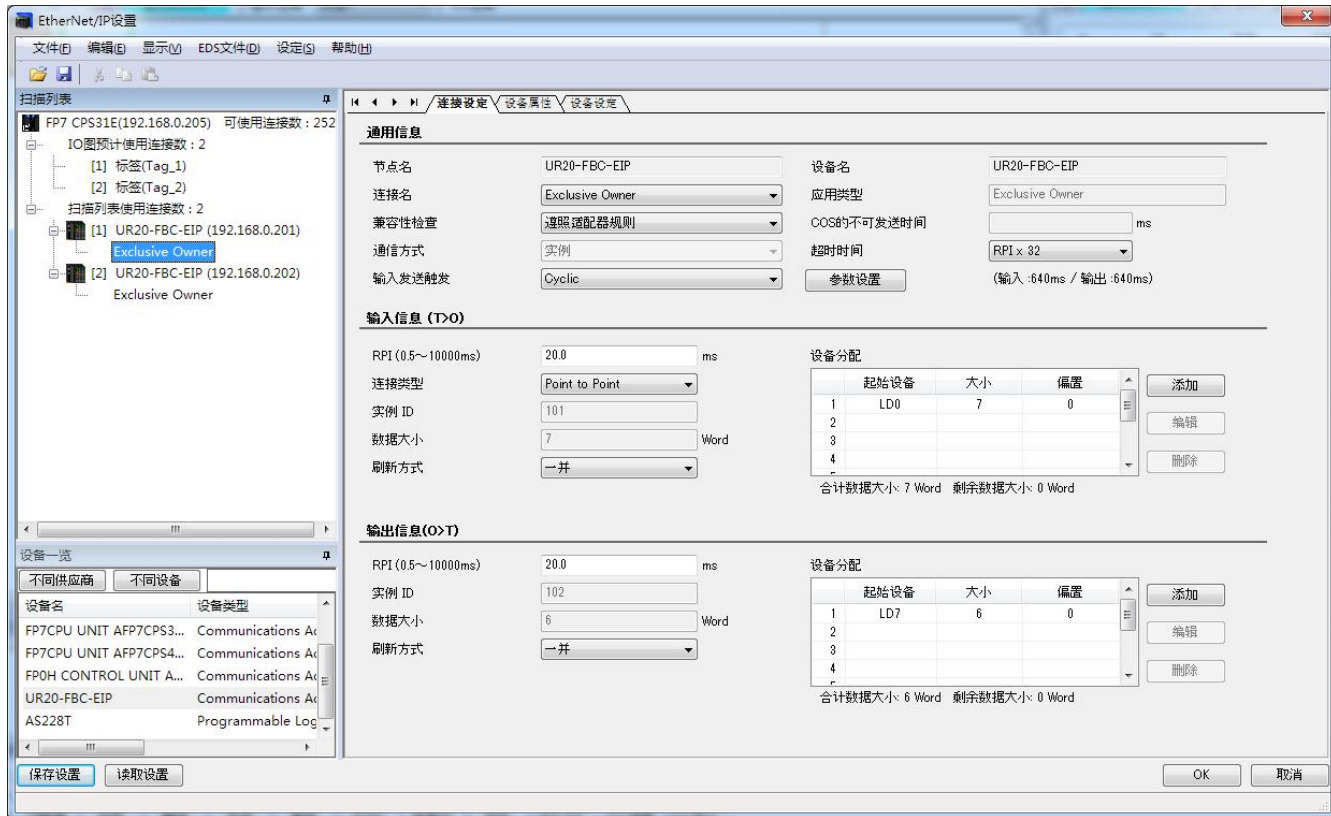 EtherNet/IP设置
文件(F) 编辑(E) 显示(V) EDS文件(D) 设定(S) 帮助(H)
扫描列表
FP7 CPS31E(192.168.0.205) 可使用连接数 : 252
IO图预计使用连接数 : 2
[1] 标签(Tag_1)
[2] 标签(Tag_2)
扫描列表使用连接数 : 2
[1] UR20-FBC-EIP (192.168.0.201)
Exclusive Owner
[2] UR20-FBC-EIP (192.168.0.202)
Exclusive Owner
设备一览
不同供应商 不同设备
设备名 设备类型
FP7CPU UNIT AFP7CPS3... Communications Ac
FP7CPU UNIT AFP7CPS4... Communications Ac
FP0H CONTROL UNIT A... Communications Ac
UR20-FBC-EIP Communications Ac
AS228T Programmable Log
保存设置 读取设置
连接设定 设备属性 设备设定
通用信息
节点名 UR20-FBC-EIP 设备名 UR20-FBC-EIP
连接名 Exclusive Owner 应用类型 Exclusive Owner
兼容性检查 遵照适配器规则 COS的不可发送时间 ms
通信方式 实例 超时时间 RPI x 32
输入发送触发 Cyclic 参数设置 (输入 :640ms / 输出 :640ms)
输入信息 (T>O)
RPI (0.5～10000ms) 20.0 ms 设备分配
连接类型 Point to Point
实例 ID 101
数据大小 7 Word
刷新方式 一并
起始设备 大小 偏置
1 LD0 7 0
2
3
4
添加
编辑
删除
合计数据大小: 7 Word 剩余数据大小: 0 Word
输出信息(O>T)
RPI (0.5～10000ms) 20.0 ms 设备分配
实例 ID 102
数据大小 6 Word
刷新方式 一并
起始设备 大小 偏置
1 LD7 6 0
2
3
4
添加
编辑
删除
合计数据大小: 6 Word 剩余数据大小: 0 Word
OK 取消